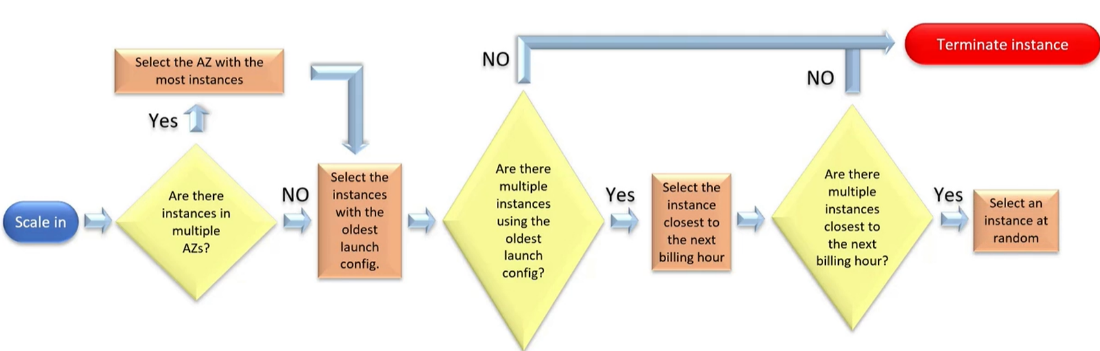 Scale in
Are there
instances in
multiple
AZs?
Yes
Select the AZ with the
most instances
NO
Select the
instances
with the
oldest
launch
config.
Are there
multiple
instances
using the
oldest
launch
config?
NO
Yes
Select the
instance
closest to
the next
billing hour
Are there
multiple
instances
closest to
the next
billing hour?
NO
Terminate instance
Yes
Select an
instance at
random